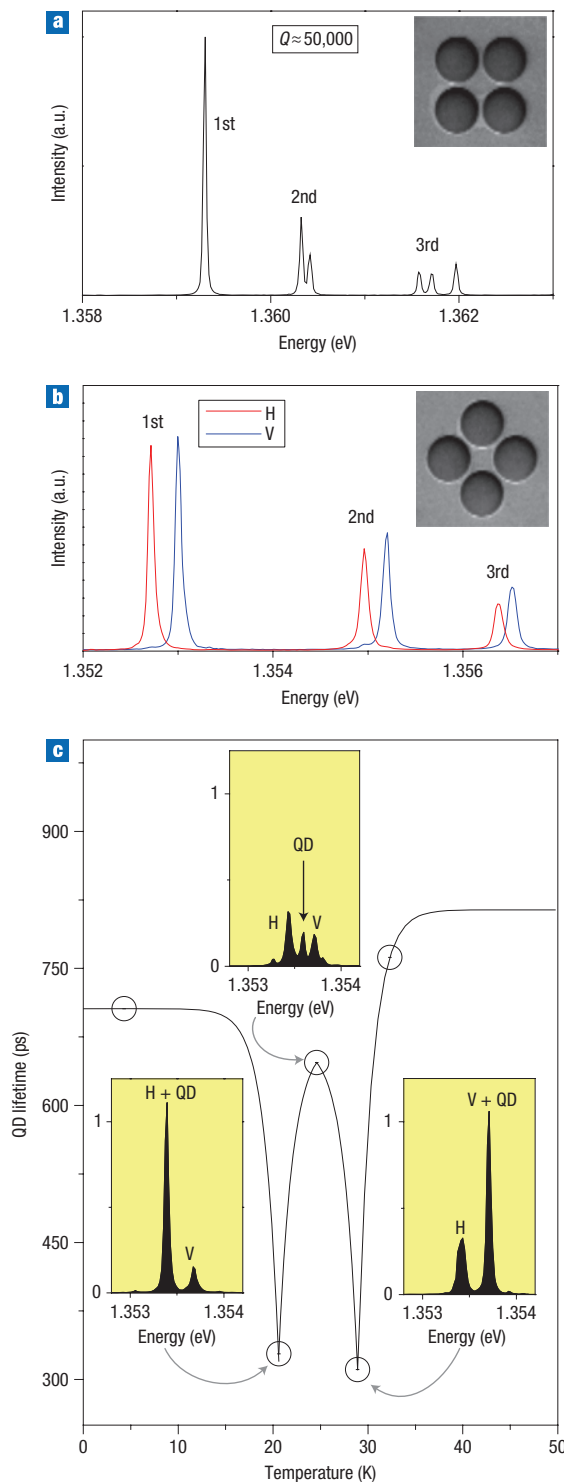 a
Q ≈ 50,000
1st
2nd
3rd
Intensity (a.u.)
1.358
1.360
1.362
Energy (eV)
b
H
V
1st
2nd
3rd
Intensity (a.u.)
1.352
1.354
1.356
Energy (eV)
c
900
750
600
450
300
QD lifetime (ps)
1
QD
H
V
0
1.353
1.354
Energy (eV)
H + QD
1
V
0
1.353
1.354
Energy (eV)
V + QD
1
H
0
1.353
1.354
Energy (eV)
0
10
20
30
40
50
Temperature (K)